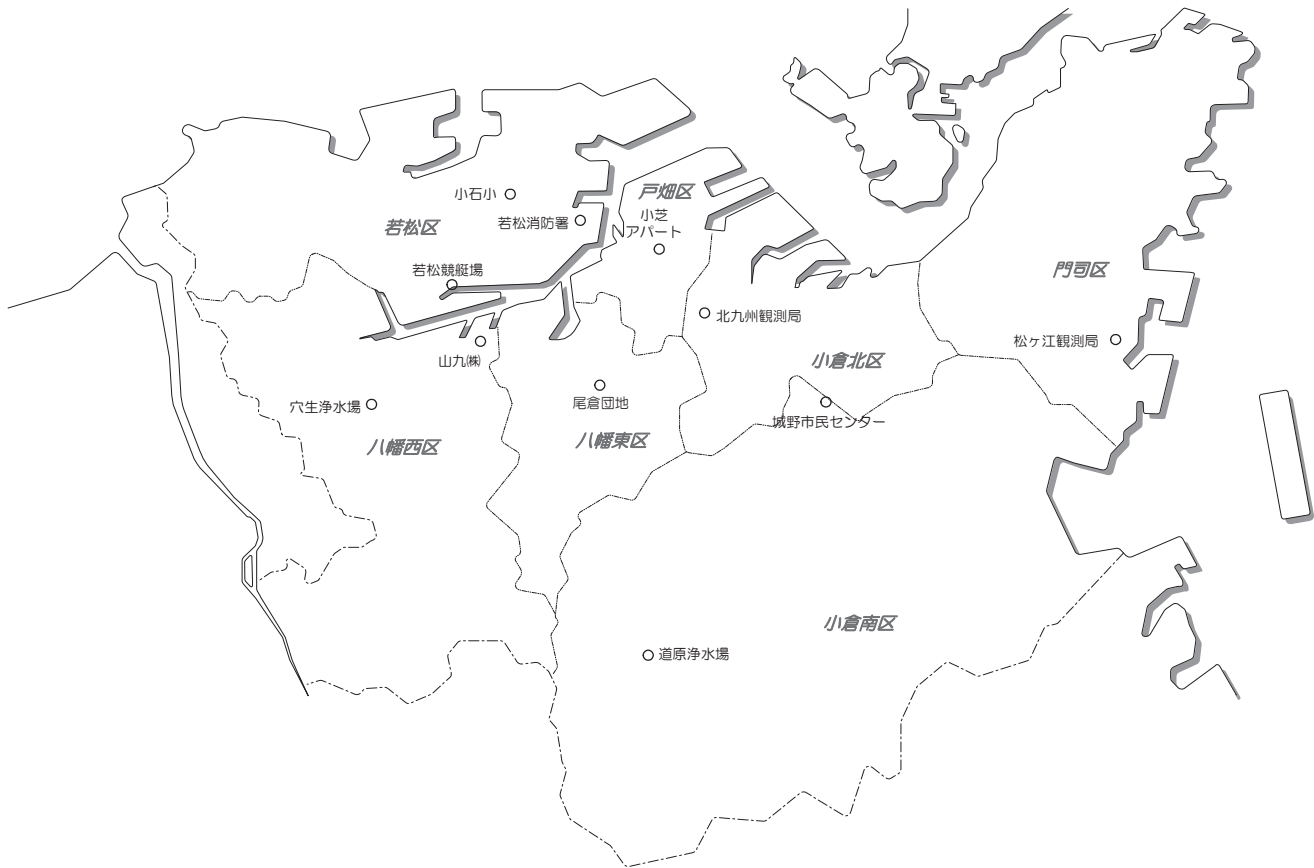 戸畑区
小石小
小芝
若松消防署
アパート
若松区
若松競艇場
門司区
北九州観測局
松ヶ江観測局
山九㈱
小倉北区
穴生浄水場
尾倉団地
城野市民センター
八幡西区
八幡東区
小倉南区
道原浄水場